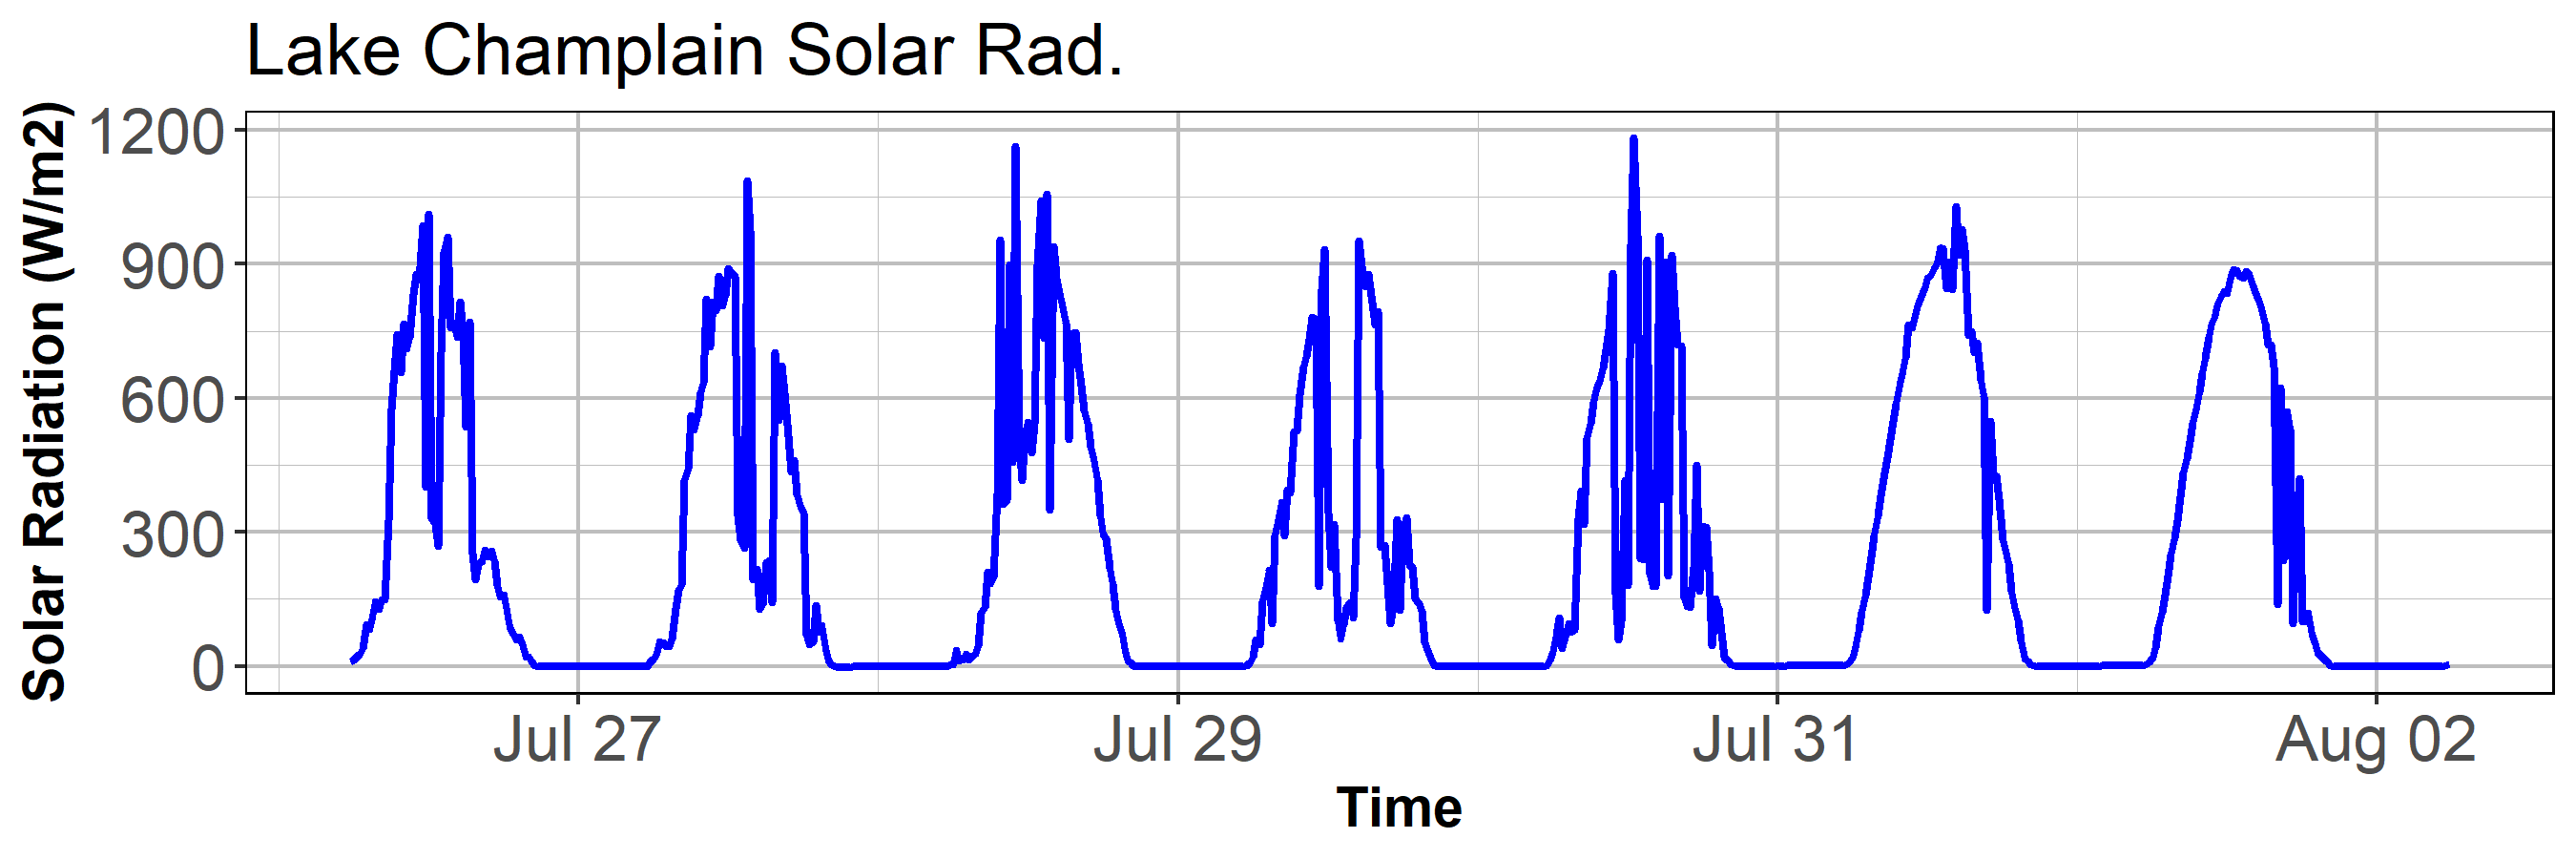 Lake Champlain Solar Rad.
Solar Radiation (W/m2)
1200
900
600
300
0
Jul 27 Jul 29 Jul 31 Aug 02
Time